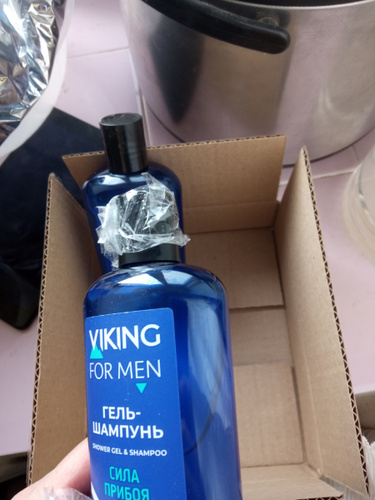 VIKING
FOR MEN
ГЕЛЬ-
ШАМПУНЬ
SHOWER GEL & SHAMPOO
СИЛА
ПРИБОЯ